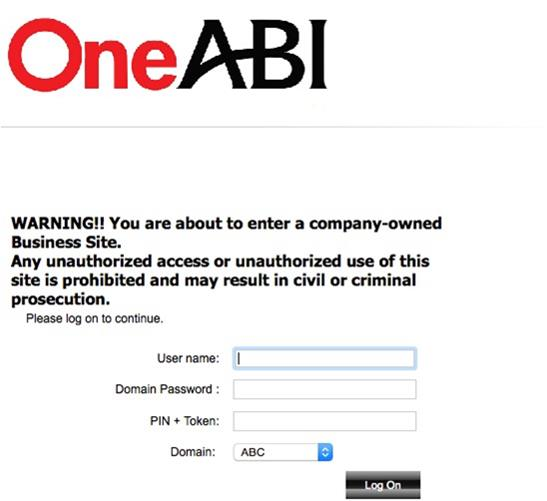 OneABI
WARNING!! You are about to enter a company-owned
Business Site.
Any unauthorized access or unauthorized use of this
site is prohibited and may result in civil or criminal
prosecution.
Please log on to continue.
User name:
Domain Password :
PIN + Token:
Domain: ABC
Log On